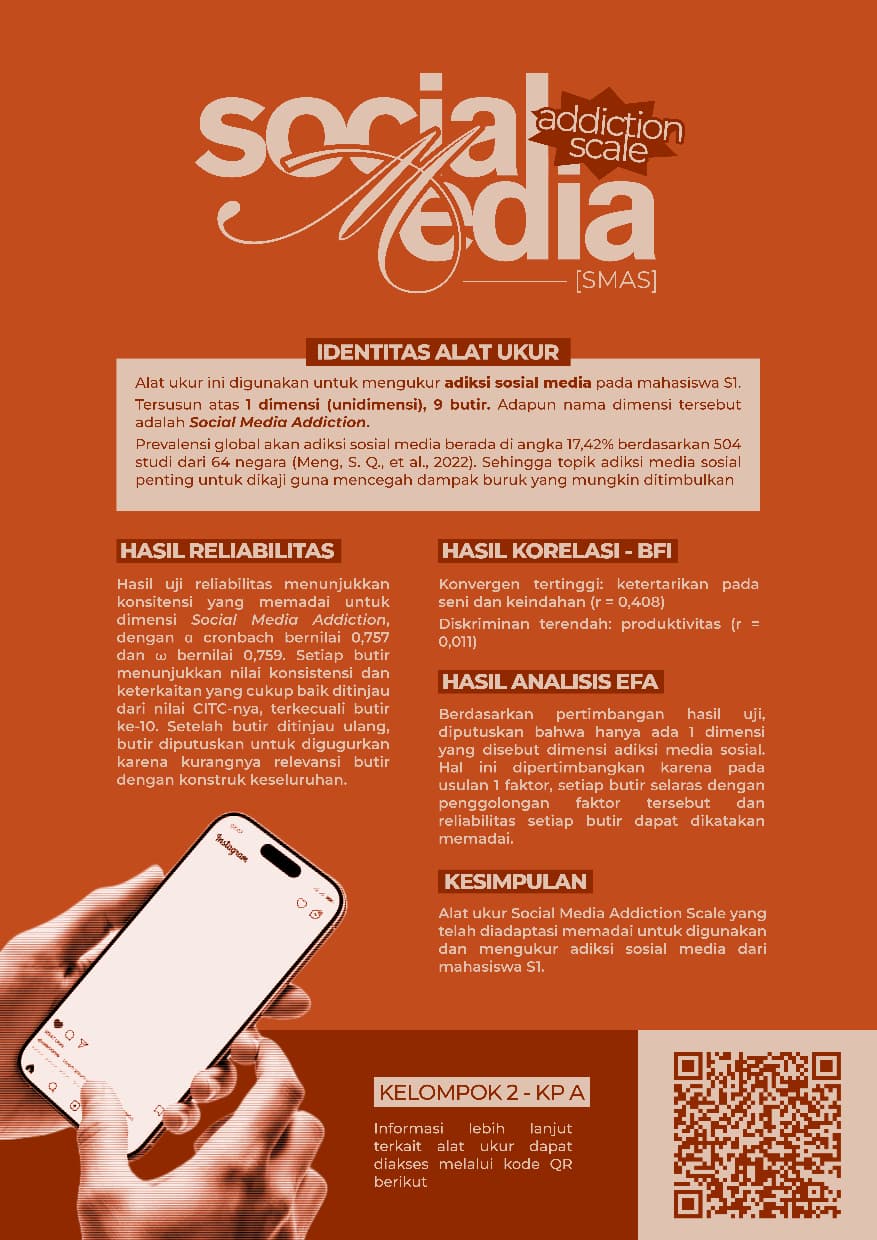 social
addiction
scale
Media
[SMAS]
IDENTITAS ALAT UKUR
Alat ukur ini digunakan untuk mengukur adiksi sosial media pada mahasiswa S1.
Tersusun atas 1 dimensi (unidimensi), 9 butir. Adapun nama dimensi tersebut
adalah Social Media Addiction.
Prevalensi global akan adiksi sosial media berada di angka 17,42% berdasarkan 504
studi dari 64 negara (Meng, S. Q., et al., 2022). Sehingga topik adiksi media sosial
penting untuk dikaji guna mencegah dampak buruk yang mungkin ditimbulkan
HASIL RELIABILITAS
Hasil uji reliabilitas menunjukkan
konsitensi yang memadai untuk
dimensi Social Media Addiction,
dengan α cronbach bernilai 0,757
dan ω bernilai 0,759. Setiap butir
menunjukkan nilai konsistensi dan
keterkaitan yang cukup baik ditinjau
dari nilai CITC-nya, terkecuali butir
ke-10. Setelah butir ditinjau ulang,
butir diputuskan untuk digugurkan
karena kurangnya relevansi butir
dengan konstruk keseluruhan.
HASIL KORELASI - BFI
Konvergen tertinggi: ketertarikan pada
seni dan keindahan (r = 0,408)
Diskriminan terendah: produktivitas (r =
0,011)
HASIL ANALISIS EFA
Berdasarkan pertimbangan hasil uji,
diputuskan bahwa hanya ada 1 dimensi
yang disebut dimensi adiksi media sosial.
Hal ini dipertimbangkan karena pada
usulan 1 faktor, setiap butir selaras dengan
penggolongan faktor tersebut dan
reliabilitas setiap butir dapat dikatakan
memadai.
KESIMPULAN
Alat ukur Social Media Addiction Scale yang
telah diadaptasi memadai untuk digunakan
dan mengukur adiksi sosial media dari
mahasiswa S1.
Instagram
KELOMPOK 2 - KP A
Informasi lebih lanjut
terkait alat ukur dapat
diakses melalui kode QR
berikut